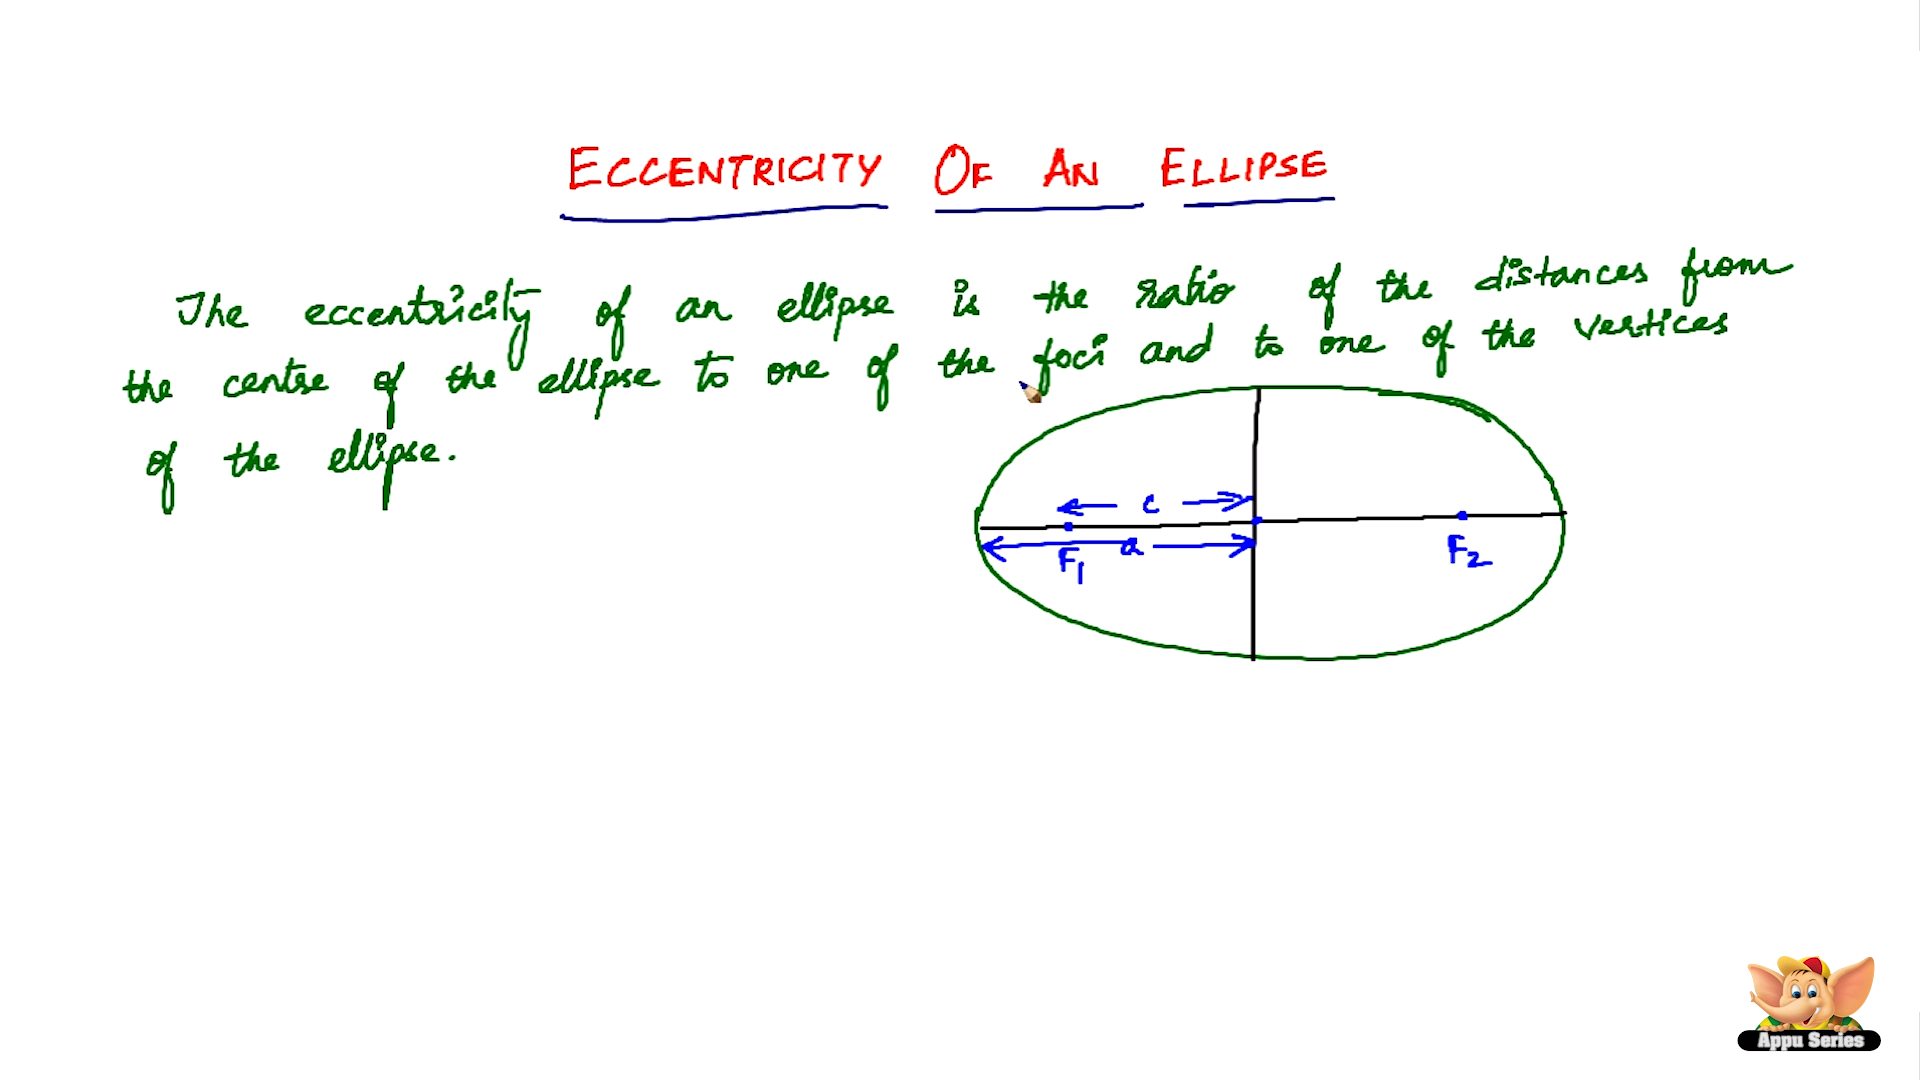 ECCENTRICITY OF AN ELLIPSE
The eccentricity of an ellipse is the ratio of the distances from
the centre of the ellipse to one of the foci and to one of the vertices
of the ellipse.
c
a
F1
F2
Appu Series